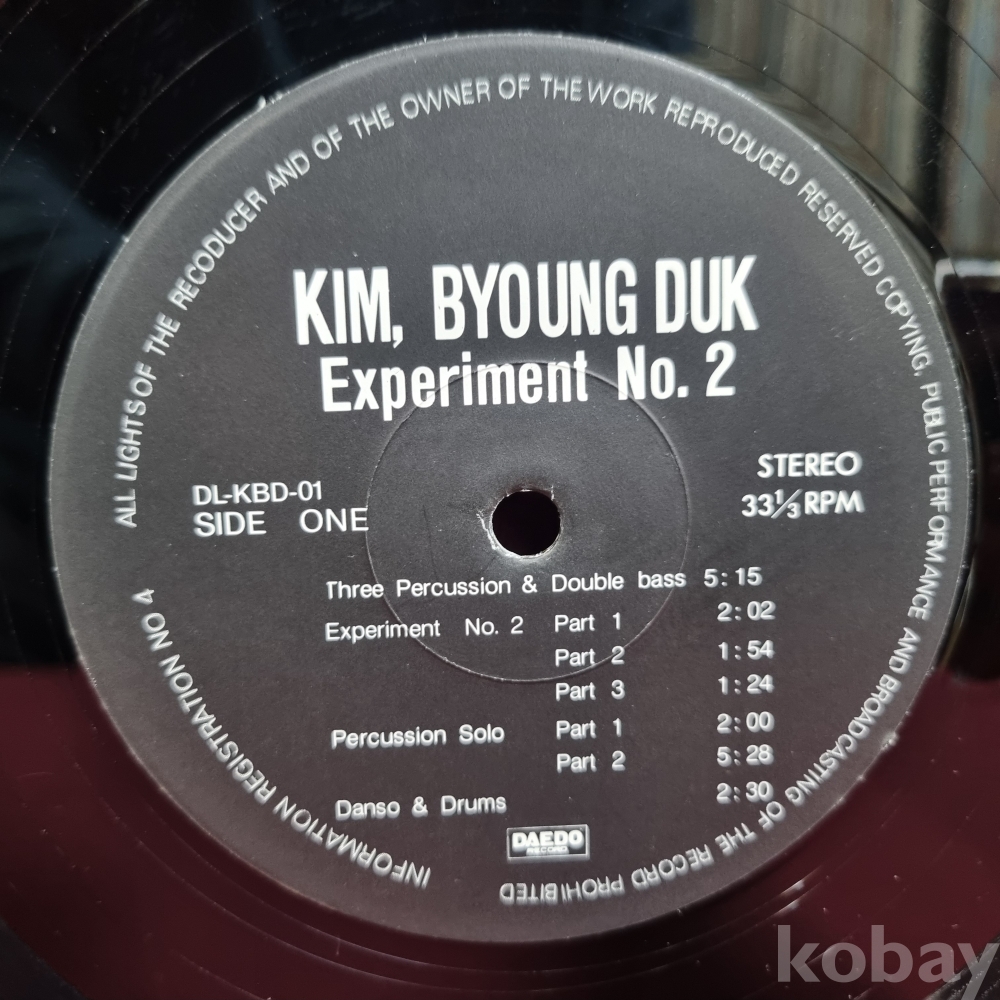 ALL LIGHTS OF THE RECODUCER AND OF THE OWNER OF THE WORK REPRODUCED RESERVED COPYING, PUBLIC PERFORMANCE AND BROADCASTING OF THE RECORD PROHIBITED
KIM, BYOUNG DUK
Experiment No. 2
STEREO
33⅓ RPM
DL-KBD-01
SIDE ONE
Three Percussion & Double bass 5:15
Experiment No. 2 Part 1 2:02
Part 2 1:54
Part 3 1:24
Percussion Solo Part 1 2:00
Part 2 5:28
Danso & Drums 2:30
DAEDO
RECORD
INFORMATION REGISTRATION NO 4
kobay